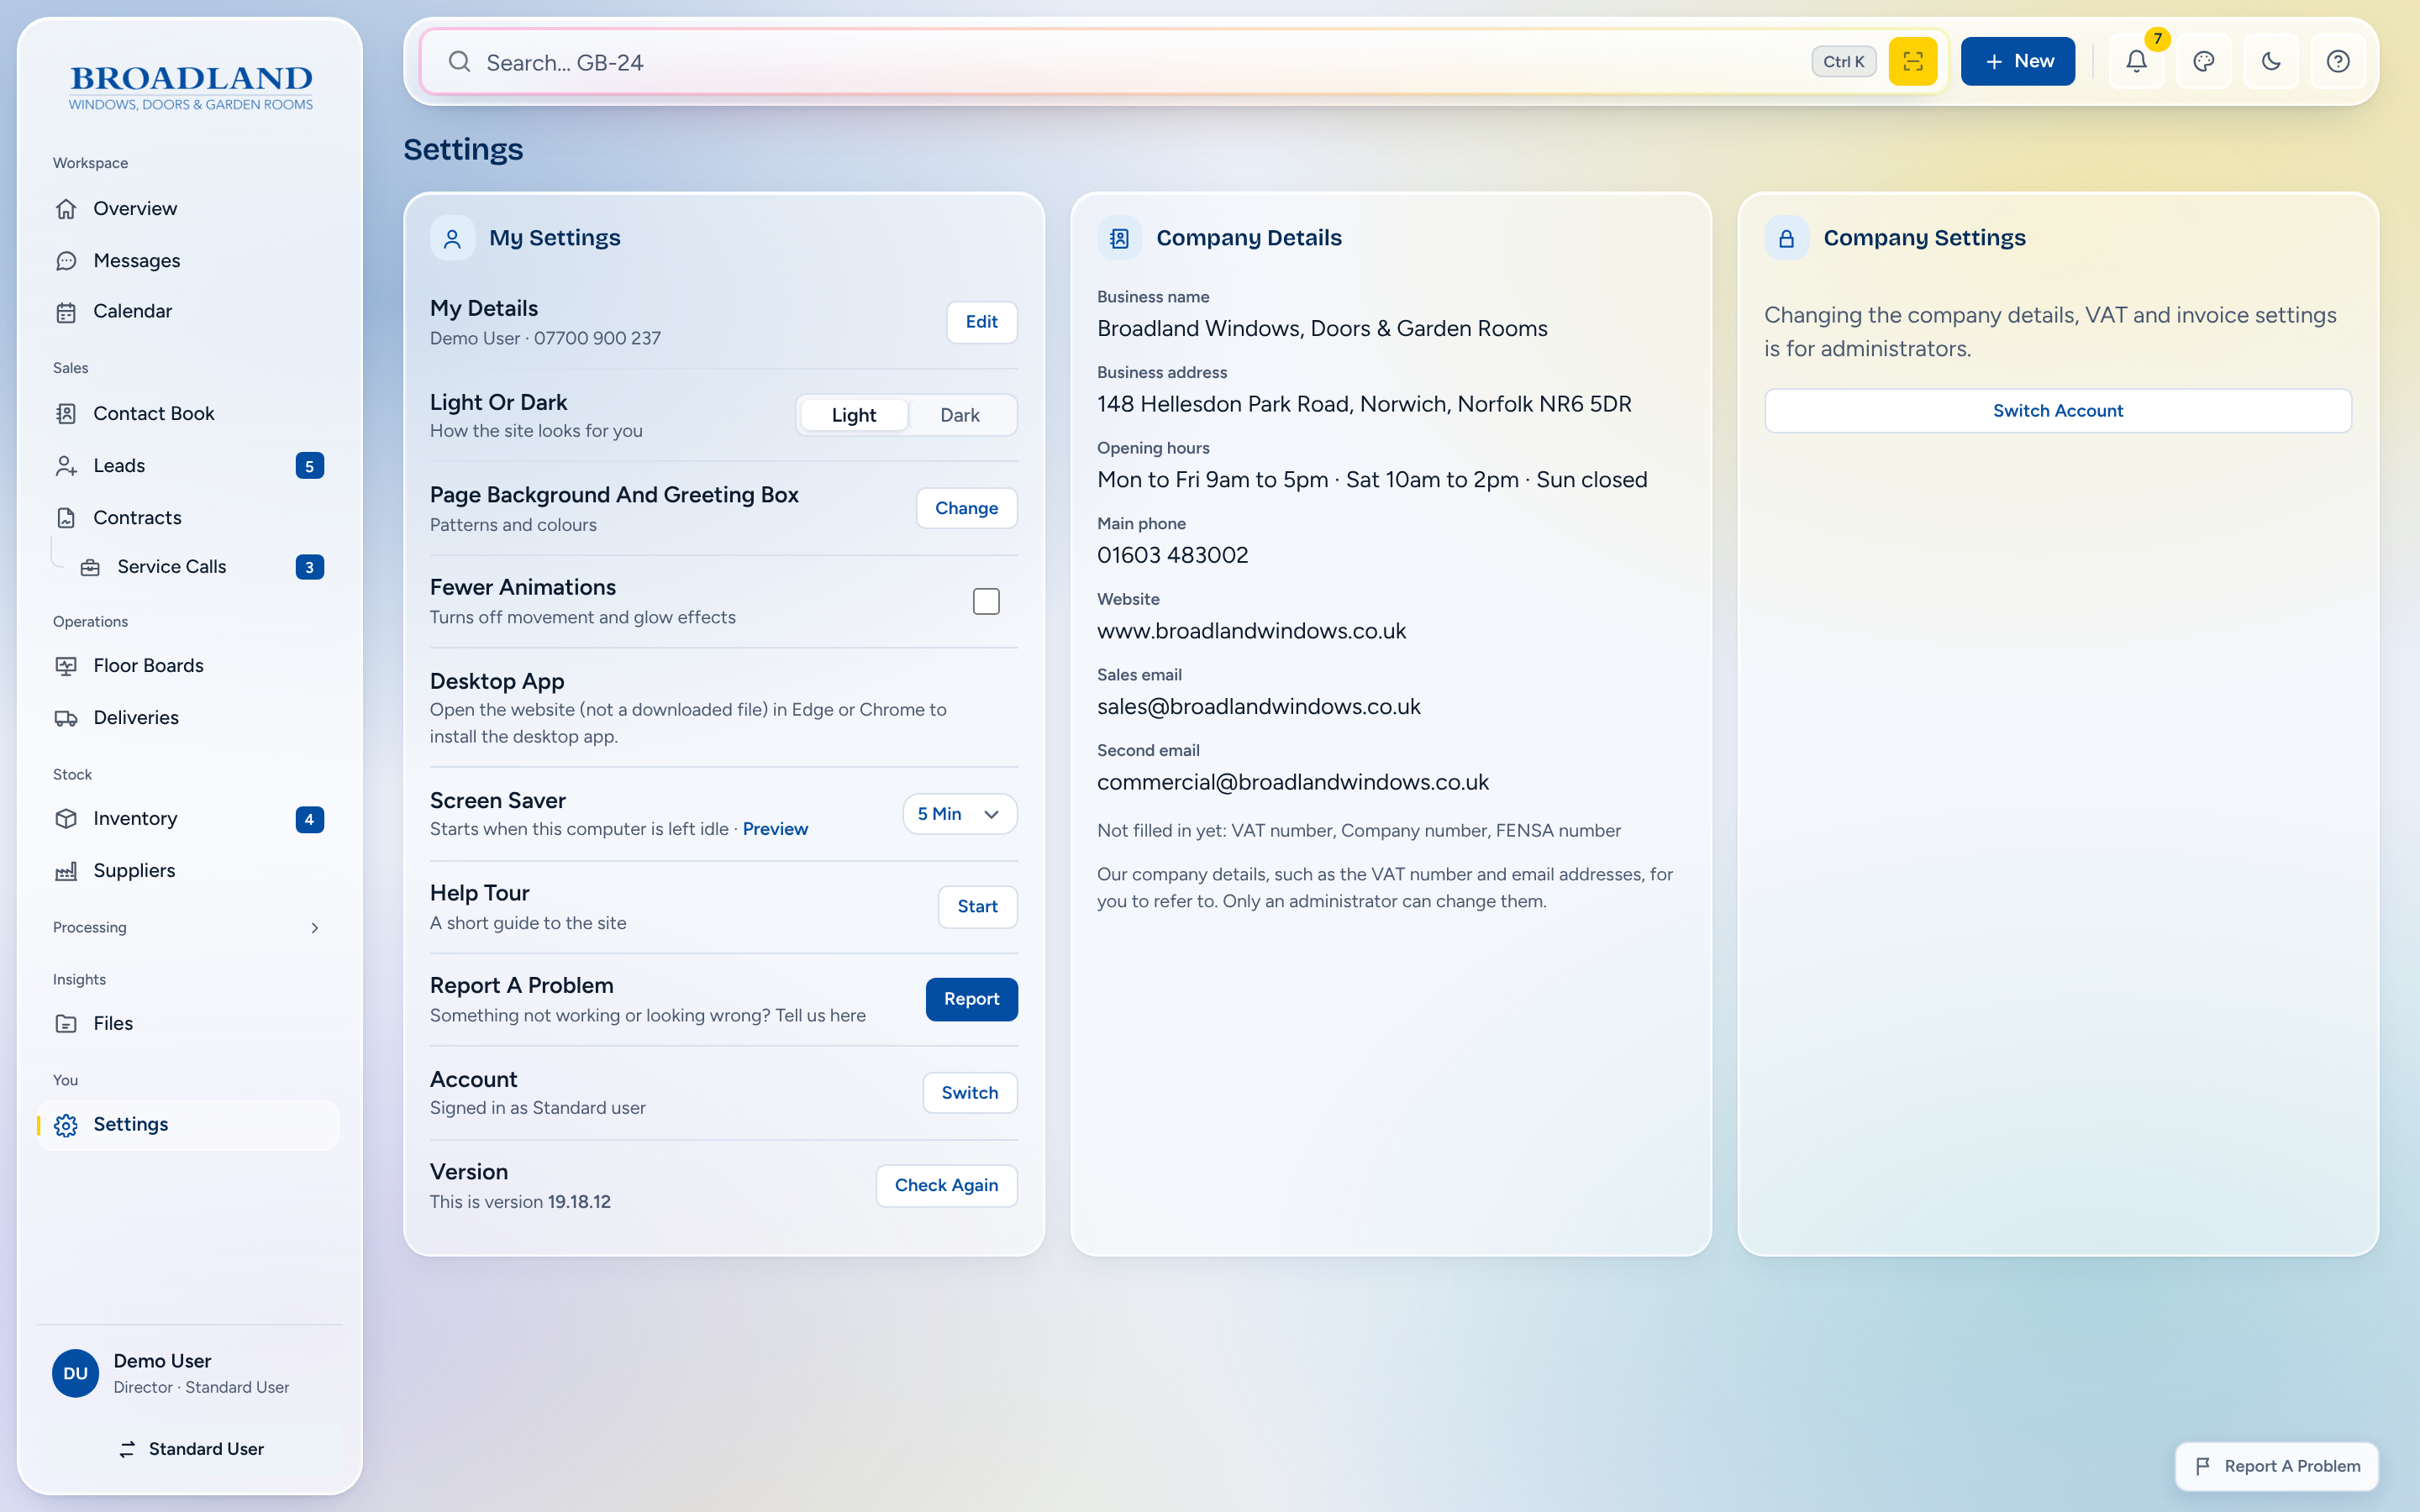 BROADLAND
WINDOWS, DOORS & GARDEN ROOMS
Workspace
Overview
Messages
Calendar
Sales
Contact Book
Leads 5
Contracts
Service Calls 3
Operations
Floor Boards
Deliveries
Stock
Inventory 4
Suppliers
Processing
Insights
Files
You
Settings
DU
Demo User
Director · Standard User
Standard User
Search... GB-24
Ctrl K
New
7
Settings
My Settings
My Details
Demo User · 07700 900 237
Edit
Light Or Dark
How the site looks for you
Light Dark
Page Background And Greeting Box
Patterns and colours
Change
Fewer Animations
Turns off movement and glow effects
Desktop App
Open the website (not a downloaded file) in Edge or Chrome to
install the desktop app.
Screen Saver
Starts when this computer is left idle · Preview
5 Min
Help Tour
A short guide to the site
Start
Report A Problem
Something not working or looking wrong? Tell us here
Report
Account
Signed in as Standard user
Switch
Version
This is version 19.18.12
Check Again
Company Details
Business name
Broadland Windows, Doors & Garden Rooms
Business address
148 Hellesdon Park Road, Norwich, Norfolk NR6 5DR
Opening hours
Mon to Fri 9am to 5pm · Sat 10am to 2pm · Sun closed
Main phone
01603 483002
Website
www.broadlandwindows.co.uk
Sales email
sales@broadlandwindows.co.uk
Second email
commercial@broadlandwindows.co.uk
Not filled in yet: VAT number, Company number, FENSA number
Our company details, such as the VAT number and email addresses, for
you to refer to. Only an administrator can change them.
Company Settings
Changing the company details, VAT and invoice settings
is for administrators.
Switch Account
Report A Problem